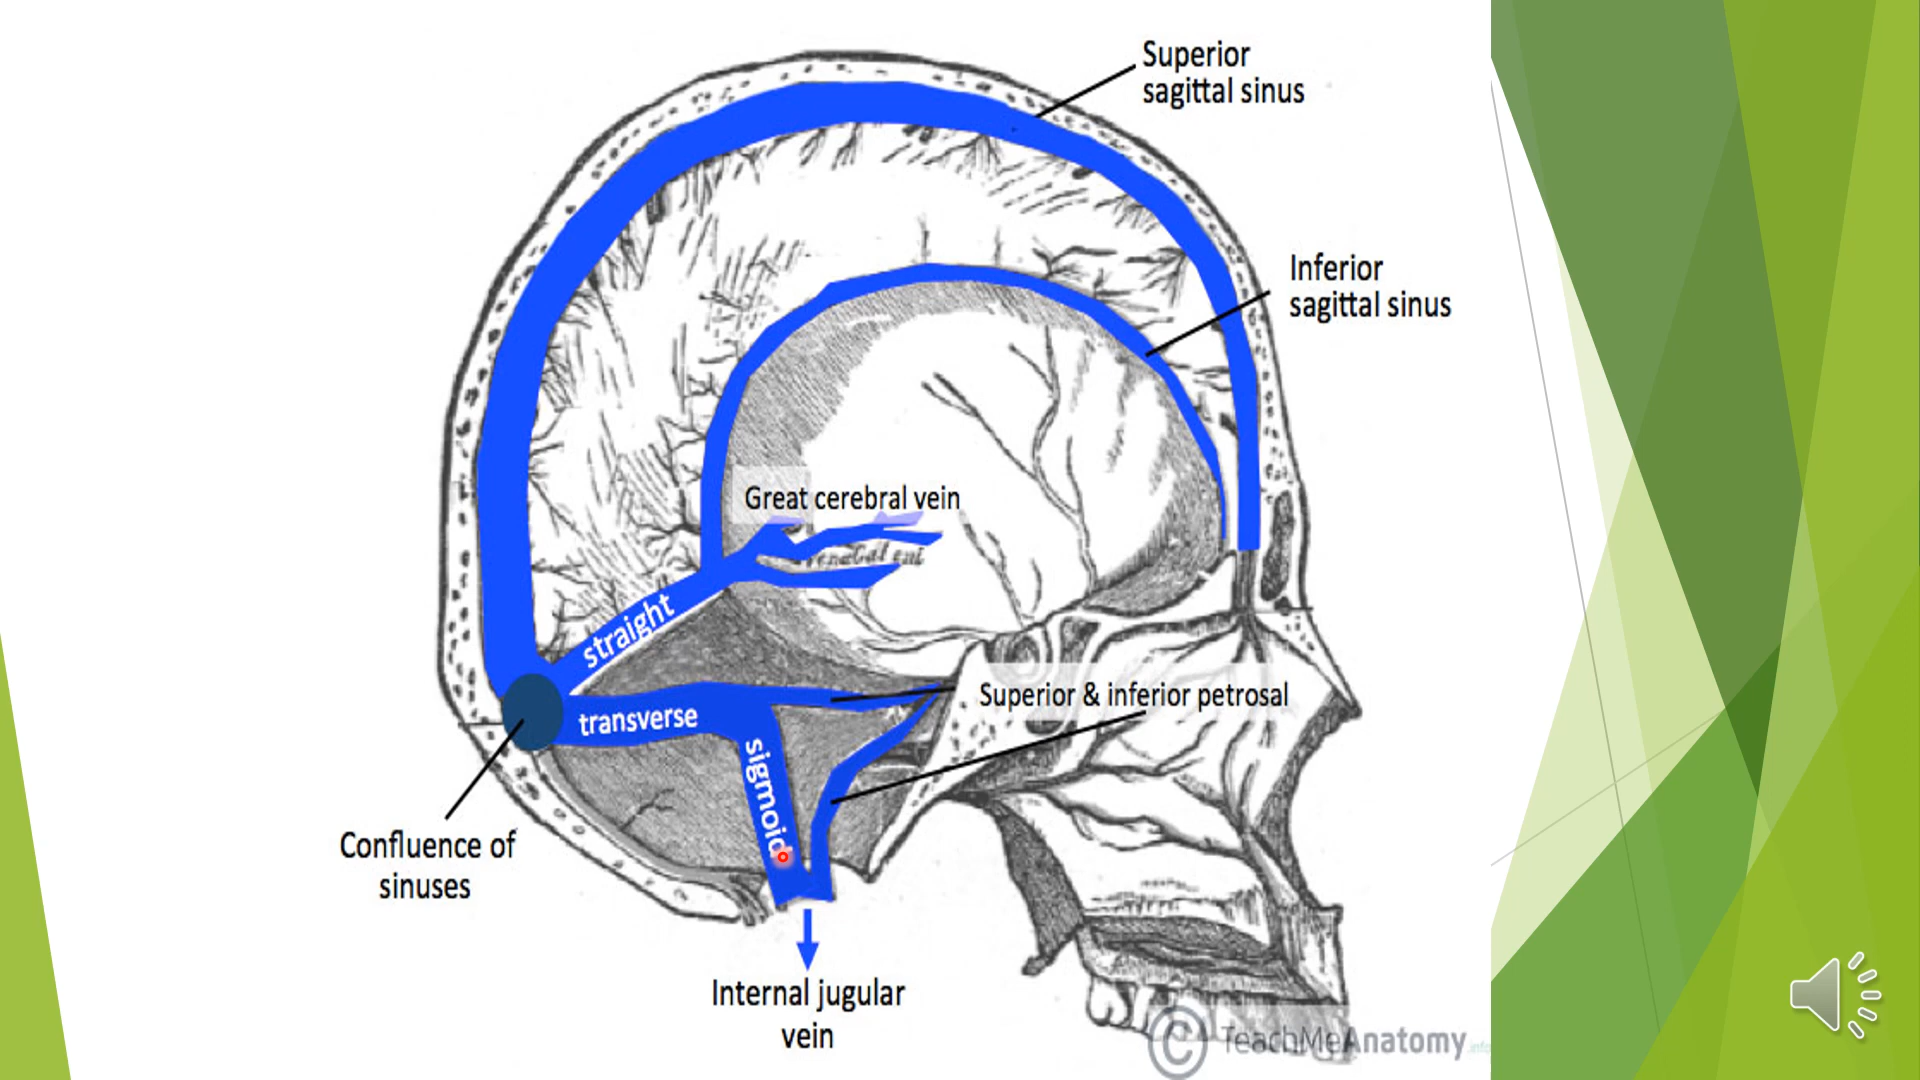 Superior
sagittal sinus
Inferior
sagittal sinus
Great cerebral vein
straight
Superior & inferior petrosal
transverse
sigmoid
Confluence of
sinuses
Internal jugular
vein
© TeachMeAnatomy